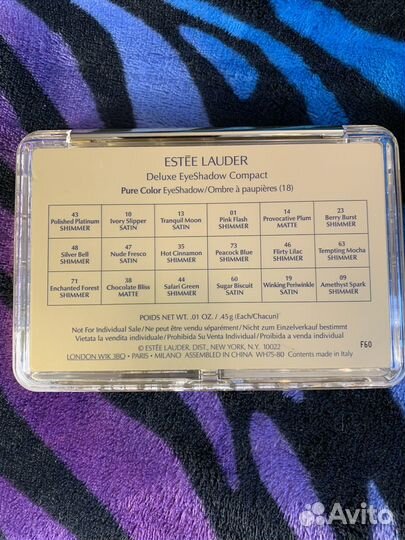 ESTĒE LAUDER
Deluxe EyeShadow Compact
Pure Color EyeShadow/Ombre à paupières (18)
43 10 13 01 14 23
Polished Platinum Ivory Slipper Tranquil Moon Pink Flash Provocative Plum Berry Burst
SHIMMER SATIN SATIN SHIMMER MATTE SHIMMER
48 47 35 73 46 63
Silver Bell Nude Fresco Hot Cinnamon Peacock Blue Flirty Lilac Tempting Mocha
SHIMMER SATIN SHIMMER SHIMMER SHIMMER SHIMMER
71 38 44 60 19 09
Enchanted Forest Chocolate Bliss Safari Green Sugar Biscuit Winking Periwinkle Amethyst Spark
SHIMMER MATTE SHIMMER SATIN SATIN SHIMMER
POIDS NET WT. .01 OZ. / .45g (Each/Chacun)
Not For Individual Sale/Ne peut être vendu séparément/Nicht zum Einzelverkauf bestimmt
Vietata la vendita individuale/Prohibida Su Venta Individual/Proibida a venda individual
© ESTĒE LAUDER, DIST., NEW YORK, N.Y. 10022
LONDON W1K 3BQ • PARIS • MILANO ASSEMBLED IN CHINA WH75-80 Contents made in Italy
F60
Avito